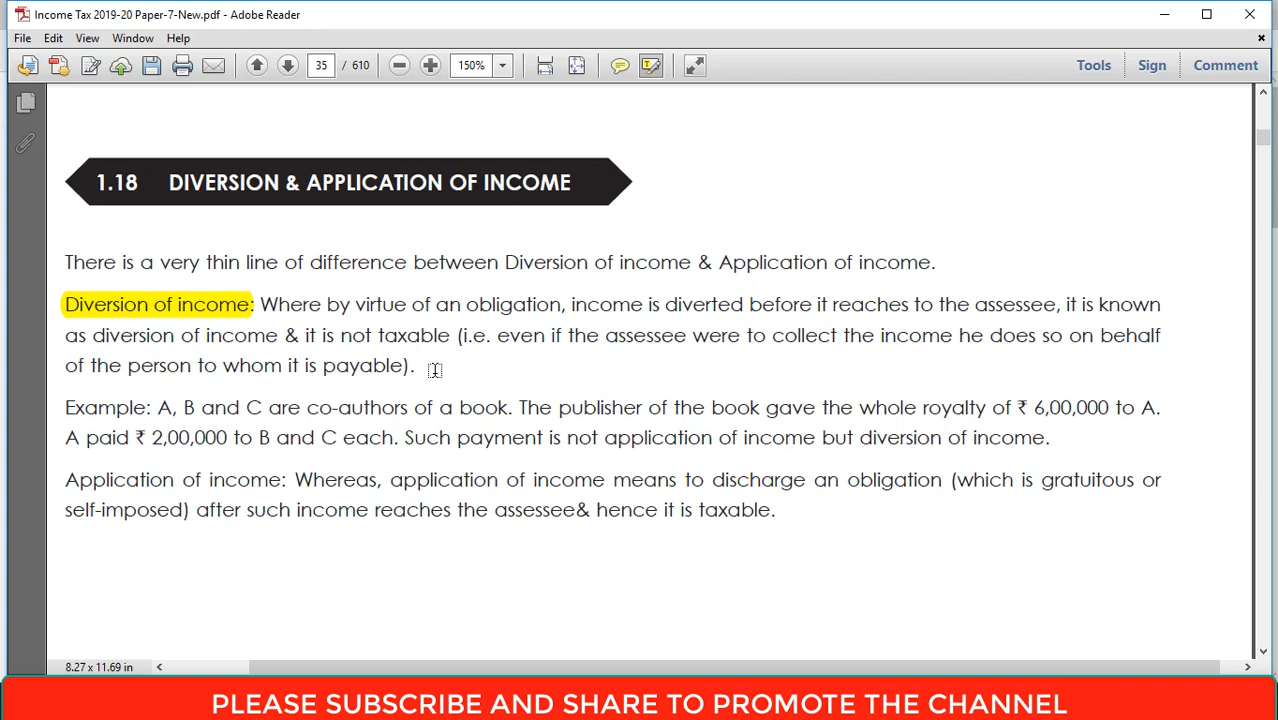 Income Tax 2019-20 Paper-7-New.pdf - Adobe Reader
File Edit View Window Help
35 / 610 150% Tools Sign Comment
1.18 DIVERSION & APPLICATION OF INCOME
There is a very thin line of difference between Diversion of income & Application of income.
Diversion of income: Where by virtue of an obligation, income is diverted before it reaches to the assessee, it is known
as diversion of income & it is not taxable (i.e. even if the assessee were to collect the income he does so on behalf
of the person to whom it is payable).
Example: A, B and C are co-authors of a book. The publisher of the book gave the whole royalty of ₹ 6,00,000 to A.
A paid ₹ 2,00,000 to B and C each. Such payment is not application of income but diversion of income.
Application of income: Whereas, application of income means to discharge an obligation (which is gratuitous or
self-imposed) after such income reaches the assessee& hence it is taxable.
8.27 x 11.69 in
PLEASE SUBSCRIBE AND SHARE TO PROMOTE THE CHANNEL